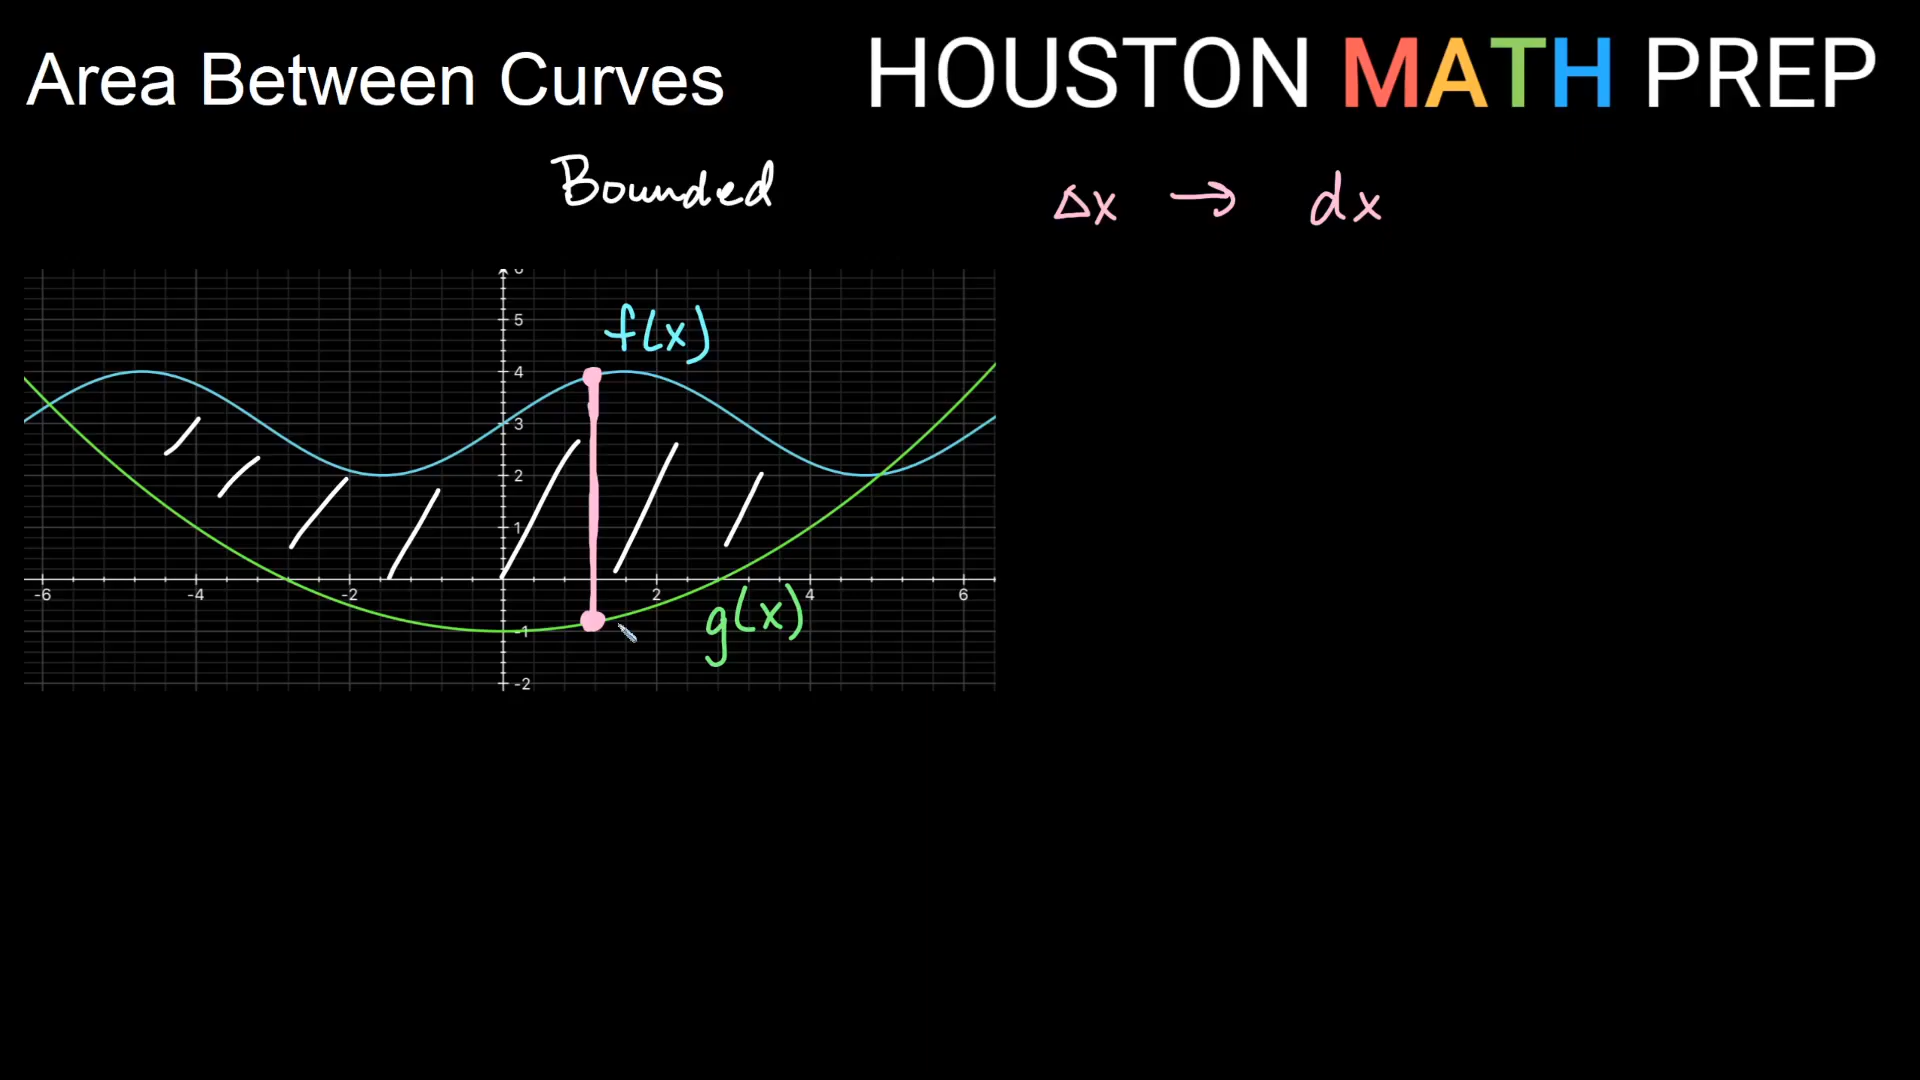 Area Between Curves
HOUSTON MATH PREP
Bounded
Δx → dx
5
f(x)
4
3
2
1
-6 -4 -2 2 4 6
-1
g(x)
-2